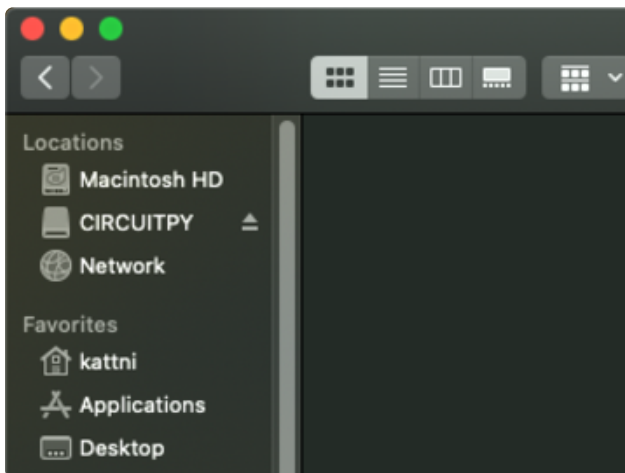 Locations
Macintosh HD
CIRCUITPY
Network
Favorites
kattni
Applications
Desktop